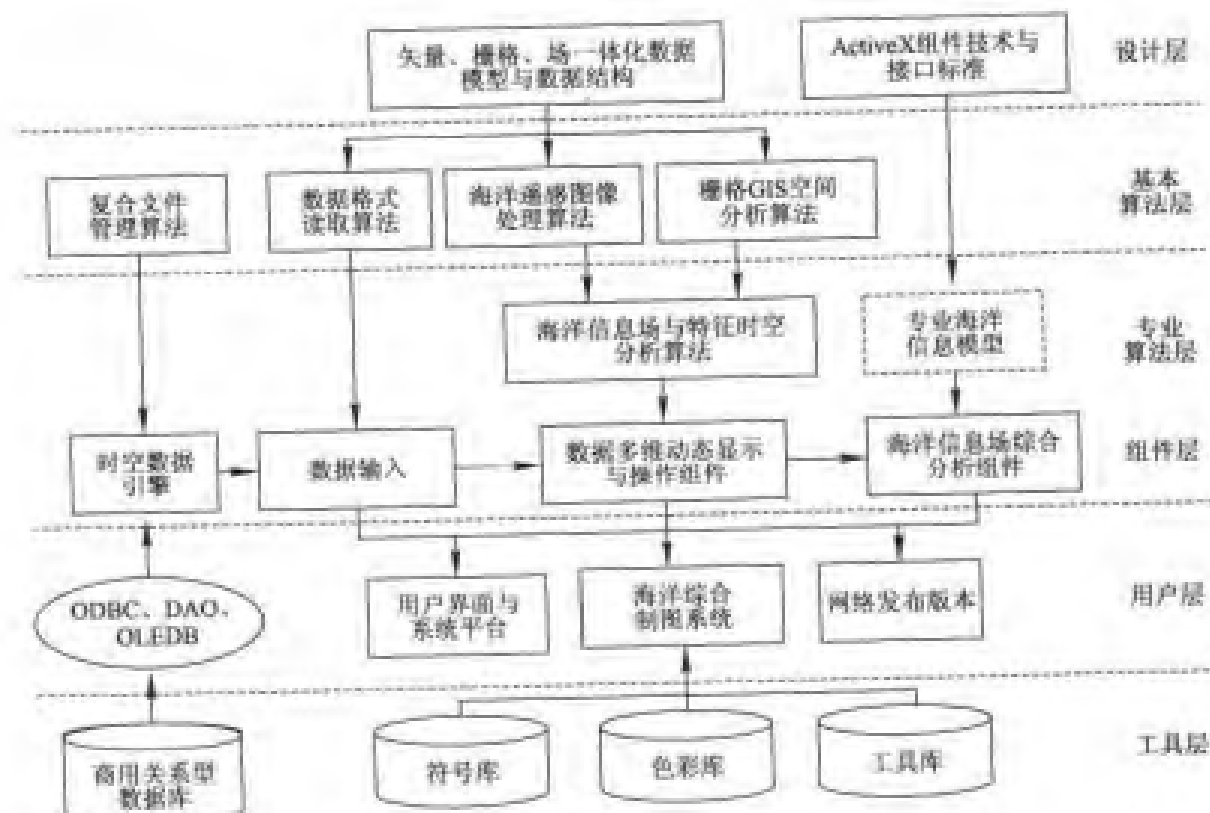 矢量、栅格、场一体化数据
模型与数据结构
ActiveX组件技术与
接口标准
设计层
复合文件
管理算法
数据格式
读取算法
海洋遥感图像
处理算法
栅格GIS空间
分析算法
基本
算法层
海洋信息场与特征时空
分析算法
专业海洋
信息模型
专业
算法层
时空数据
引擎
数据输入
数据多维动态显示
与操作组件
海洋信息场综合
分析组件
组件层
ODBC、DAO、
OLEDB
用户界面与
系统平台
海洋综合
制图系统
网络发布版本
用户层
商用关系型
数据库
符号库
色彩库
工具库
工具层